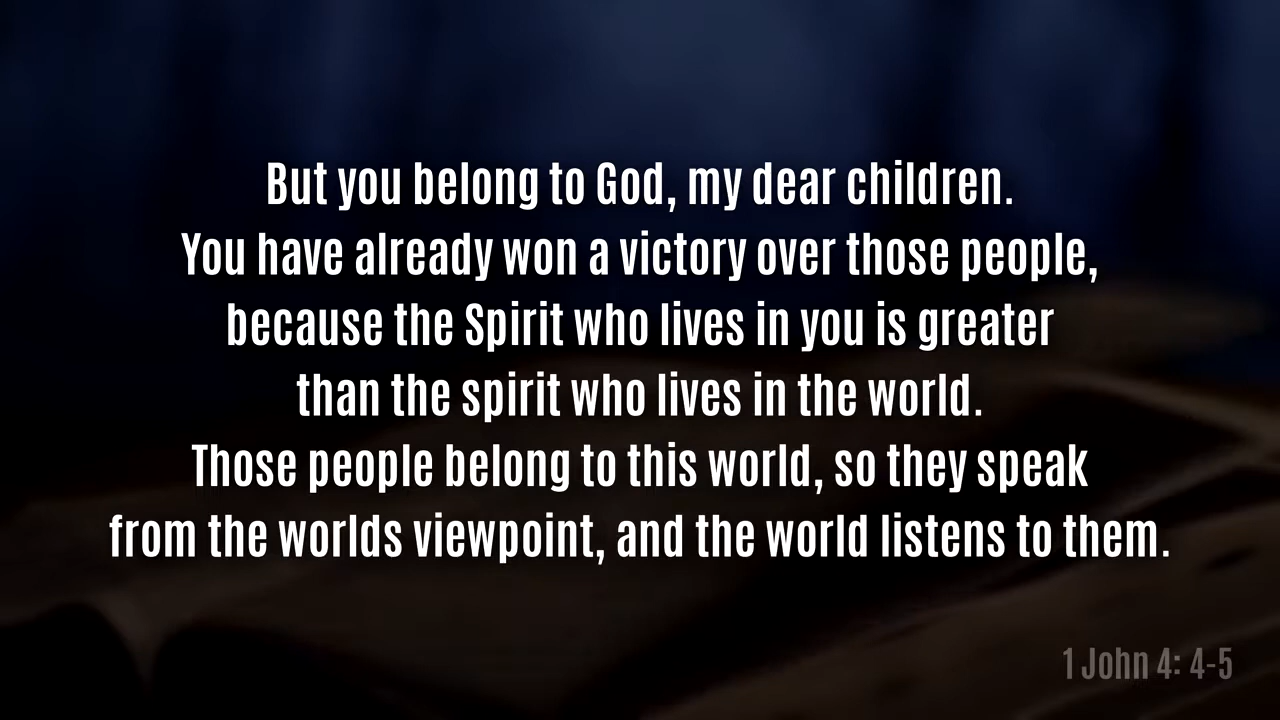 But you belong to God, my dear children.
You have already won a victory over those people,
because the Spirit who lives in you is greater
than the spirit who lives in the world.
Those people belong to this world, so they speak
from the worlds viewpoint, and the world listens to them.
1 John 4: 4-5